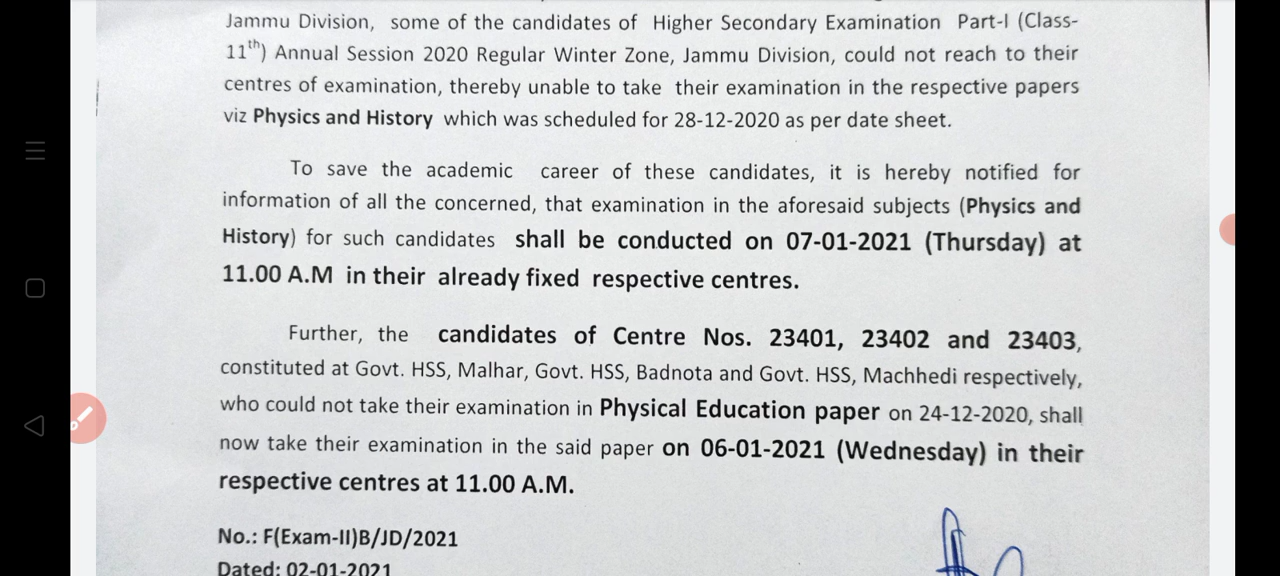 Jammu Division, some of the candidates of Higher Secondary Examination Part-I (Class-
11th) Annual Session 2020 Regular Winter Zone, Jammu Division, could not reach to their
centres of examination, thereby unable to take their examination in the respective papers
viz Physics and History which was scheduled for 28-12-2020 as per date sheet.
To save the academic career of these candidates, it is hereby notified for
information of all the concerned, that examination in the aforesaid subjects (Physics and
History) for such candidates shall be conducted on 07-01-2021 (Thursday) at
11.00 A.M in their already fixed respective centres.
Further, the candidates of Centre Nos. 23401, 23402 and 23403,
constituted at Govt. HSS, Malhar, Govt. HSS, Badnota and Govt. HSS, Machhedi respectively,
who could not take their examination in Physical Education paper on 24-12-2020, shall
now take their examination in the said paper on 06-01-2021 (Wednesday) in their
respective centres at 11.00 A.M.
No.: F(Exam-II)B/JD/2021
Dated: 02-01-2021